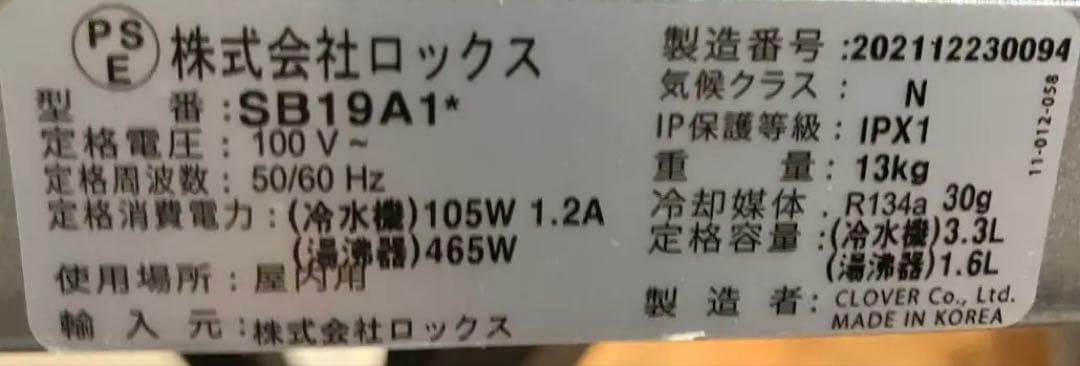 PSE 株式会社ロックス
型番:SB19A1*
定格電圧: 100 V ~
定格周波数: 50/60 Hz
定格消費電力:(冷水機)105W 1.2A
(湯沸器)465W
使用場所:屋内用
輸入元:株式会社ロックス
製造番号:202112230094
気候クラス: N
IP保護等級: IPX1
重量: 13kg
冷却媒体. R134a 30g
定格容量:(冷水機)3.3L
(湯沸器)1.6L
製造者: CLOVER Co., Ltd.
MADE IN KOREA
11-012-058